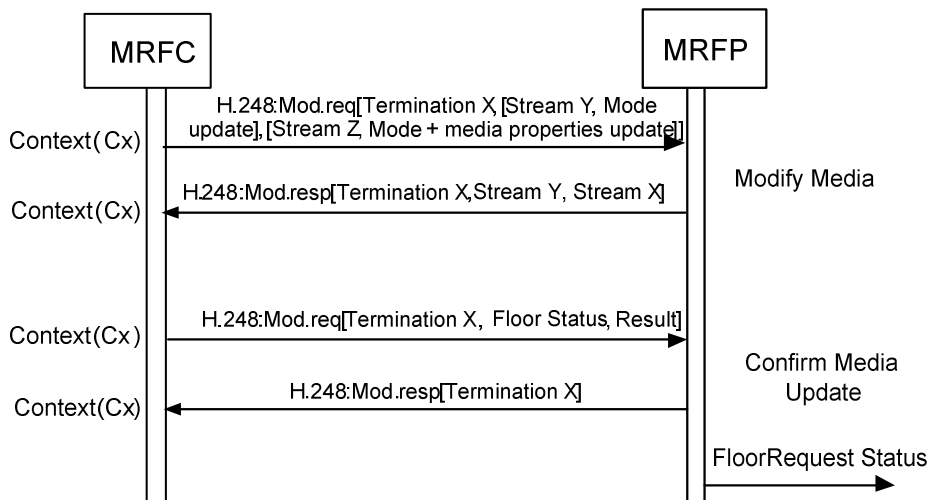 MRFC
MRFP
H.248:Mod.req[Termination X, [Stream Y, Mode
update], [Stream Z, Mode + media properties update]]
Context(Cx)
Modify Media
H.248:Mod.resp[Termination X,Stream Y, Stream X]
Context(Cx)
H.248:Mod.req[Termination X, Floor Status, Result]
Context(Cx)
Confirm Media
Update
H.248:Mod.resp[Termination X]
Context(Cx)
FloorRequest Status